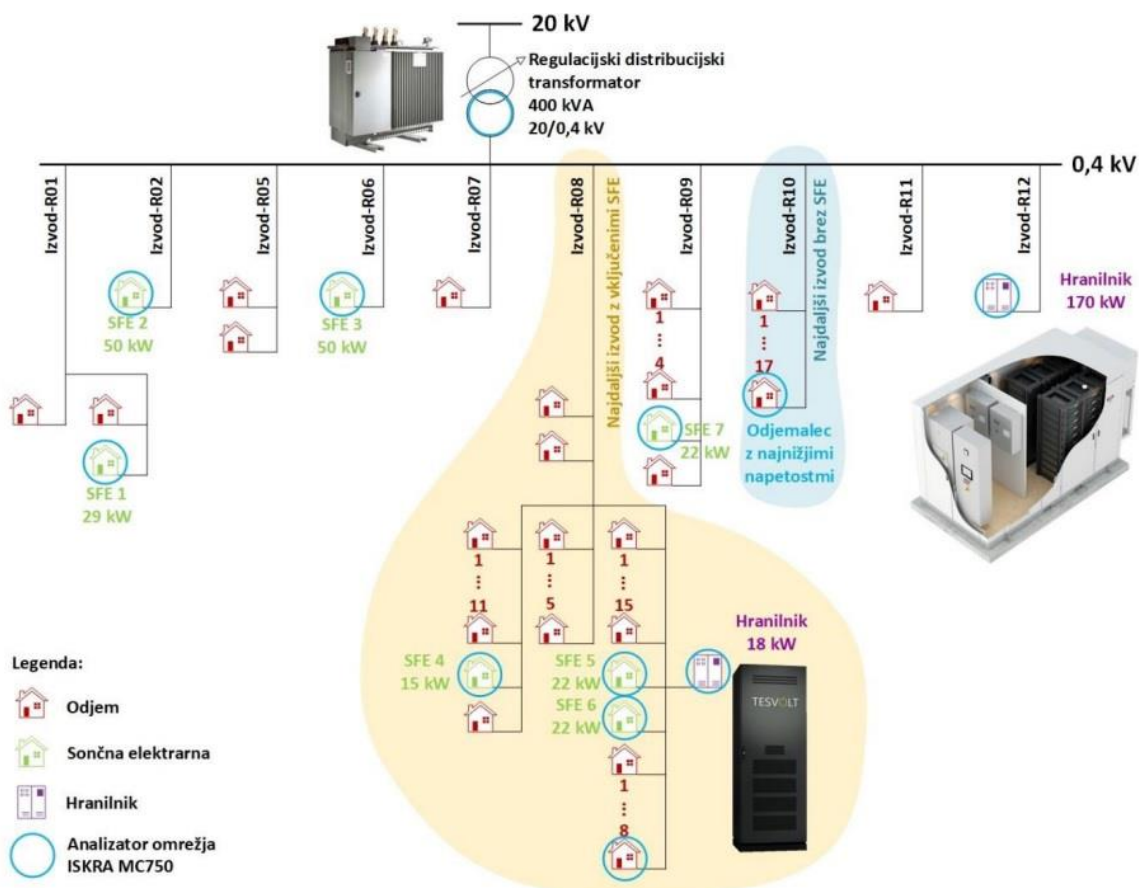 20 kV
Regulacijski distribucijski
transformator
400 kVA
20/0,4 kV
0,4 kV
Izvod-R01
Izvod-R02
Izvod-R05
Izvod-R06
Izvod-R07
Izvod-R08
Najdaljši izvod z vključenimi SFE
Izvod-R09
Izvod-R10
Najdaljši izvod brez SFE
Izvod-R11
Izvod-R12
SFE 2
50 kW
SFE 3
50 kW
1
⋮
4
1
⋮
17
Hranilnik
170 kW
SFE 1
29 kW
SFE 7
22 kW
Odjemalec
z najnižjimi
napetostmi
1
⋮
11
1
⋮
5
1
⋮
15
SFE 4
15 kW
SFE 5
22 kW
SFE 6
22 kW
Hranilnik
18 kW
TESVOLT
1
⋮
8
Legenda:
Odjem
Sončna elektrarna
Hranilnik
Analizator omrežja
ISKRA MC750